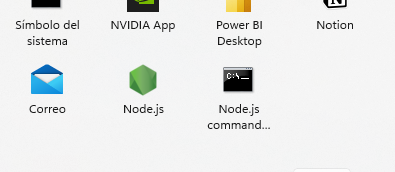 Símbolo del sistema
NVIDIA App
Power BI Desktop
Notion
Correo
Node.js
Node.js command...